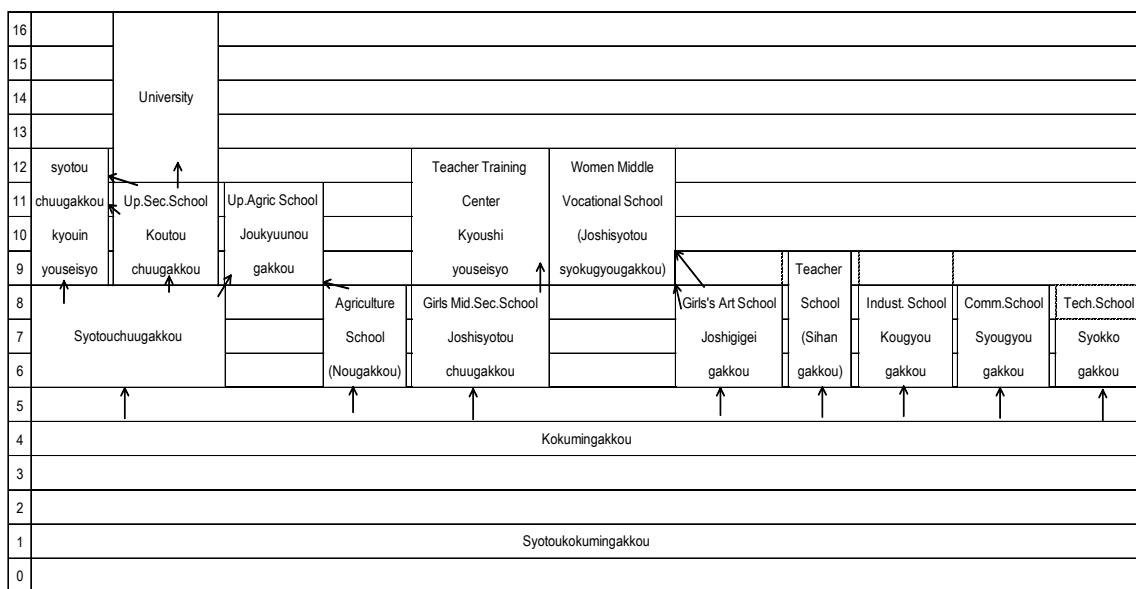 16
15
14
University
13
12
syotou
Teacher Training
Women Middle
11
chuugakkou
Up.Sec.School
Up.Agric School
Center
Vocational School
10
kyouin
Koutou
Joukyuunou
Kyoushi
(Joshisyotou
9
youseisyo
chuugakkou
gakkou
youseisyo
syokugyougakkou)
Teacher
8
Agriculture
Girls Mid.Sec.School
Girls's Art School
School
Indust. School
Comm.School
Tech.School
7
Syotouchuugakkou
School
Joshisyotou
Joshigigei
(Sihan
Kougyou
Syougyou
Syokko
6
(Nougakkou)
chuugakkou
gakkou
gakkou)
gakkou
gakkou
gakkou
5
4
Kokumingakkou
3
2
1
Syotoukokumingakkou
0